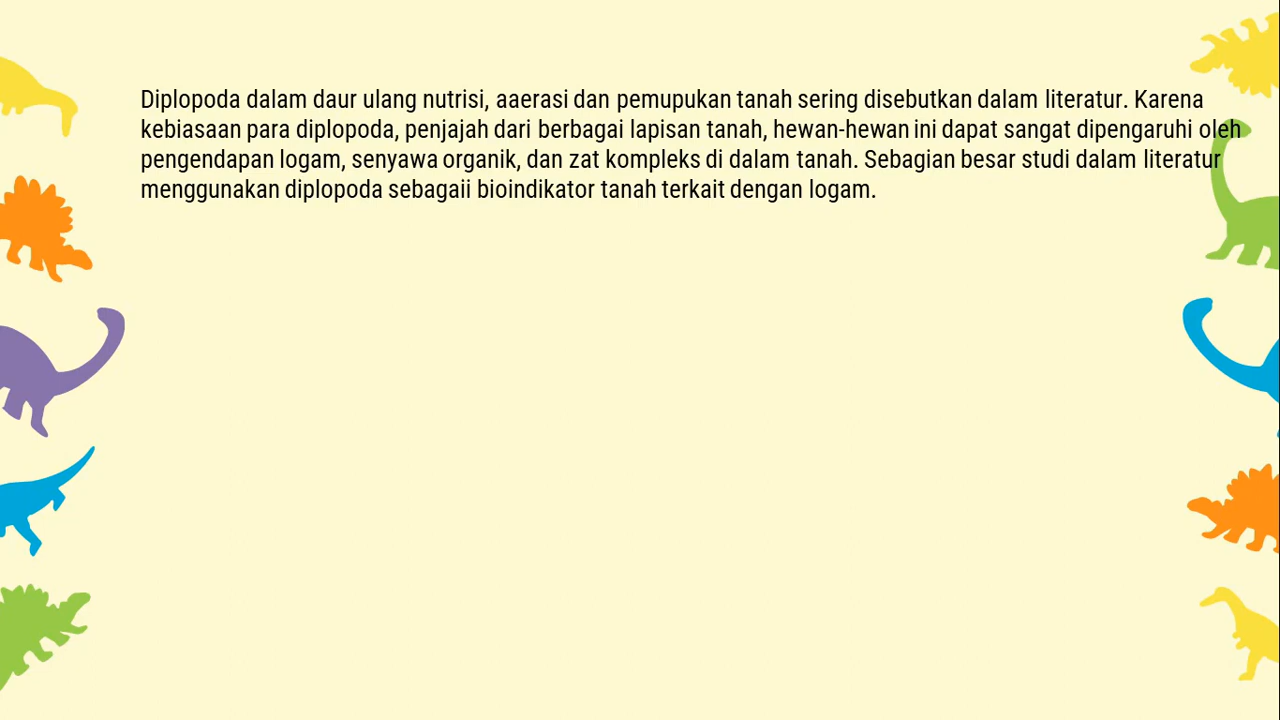 Diplopoda dalam daur ulang nutrisi, aaerasi dan pemupukan tanah sering disebutkan dalam literatur. Karena
kebiasaan para diplopoda, penjajah dari berbagai lapisan tanah, hewan-hewan ini dapat sangat dipengaruhi oleh
pengendapan logam, senyawa organik, dan zat kompleks di dalam tanah. Sebagian besar studi dalam literatur
menggunakan diplopoda sebagaii bioindikator tanah terkait dengan logam.